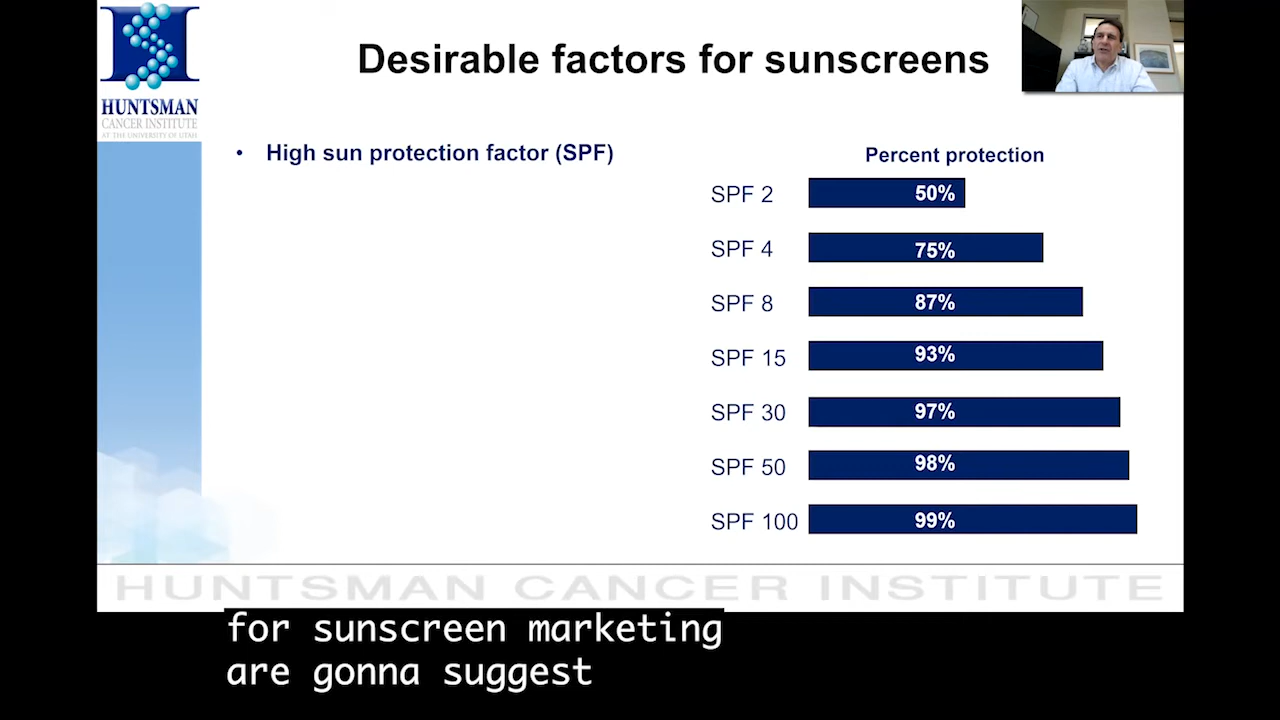 Desirable factors for sunscreens
HUNTSMAN
CANCER INSTITUTE
AT THE UNIVERSITY OF UTAH
• High sun protection factor (SPF)
Percent protection
SPF 2 50%
SPF 4 75%
SPF 8 87%
SPF 15 93%
SPF 30 97%
SPF 50 98%
SPF 100 99%
HUNTSMAN CANCER INSTITUTE
for sunscreen marketing
are gonna suggest